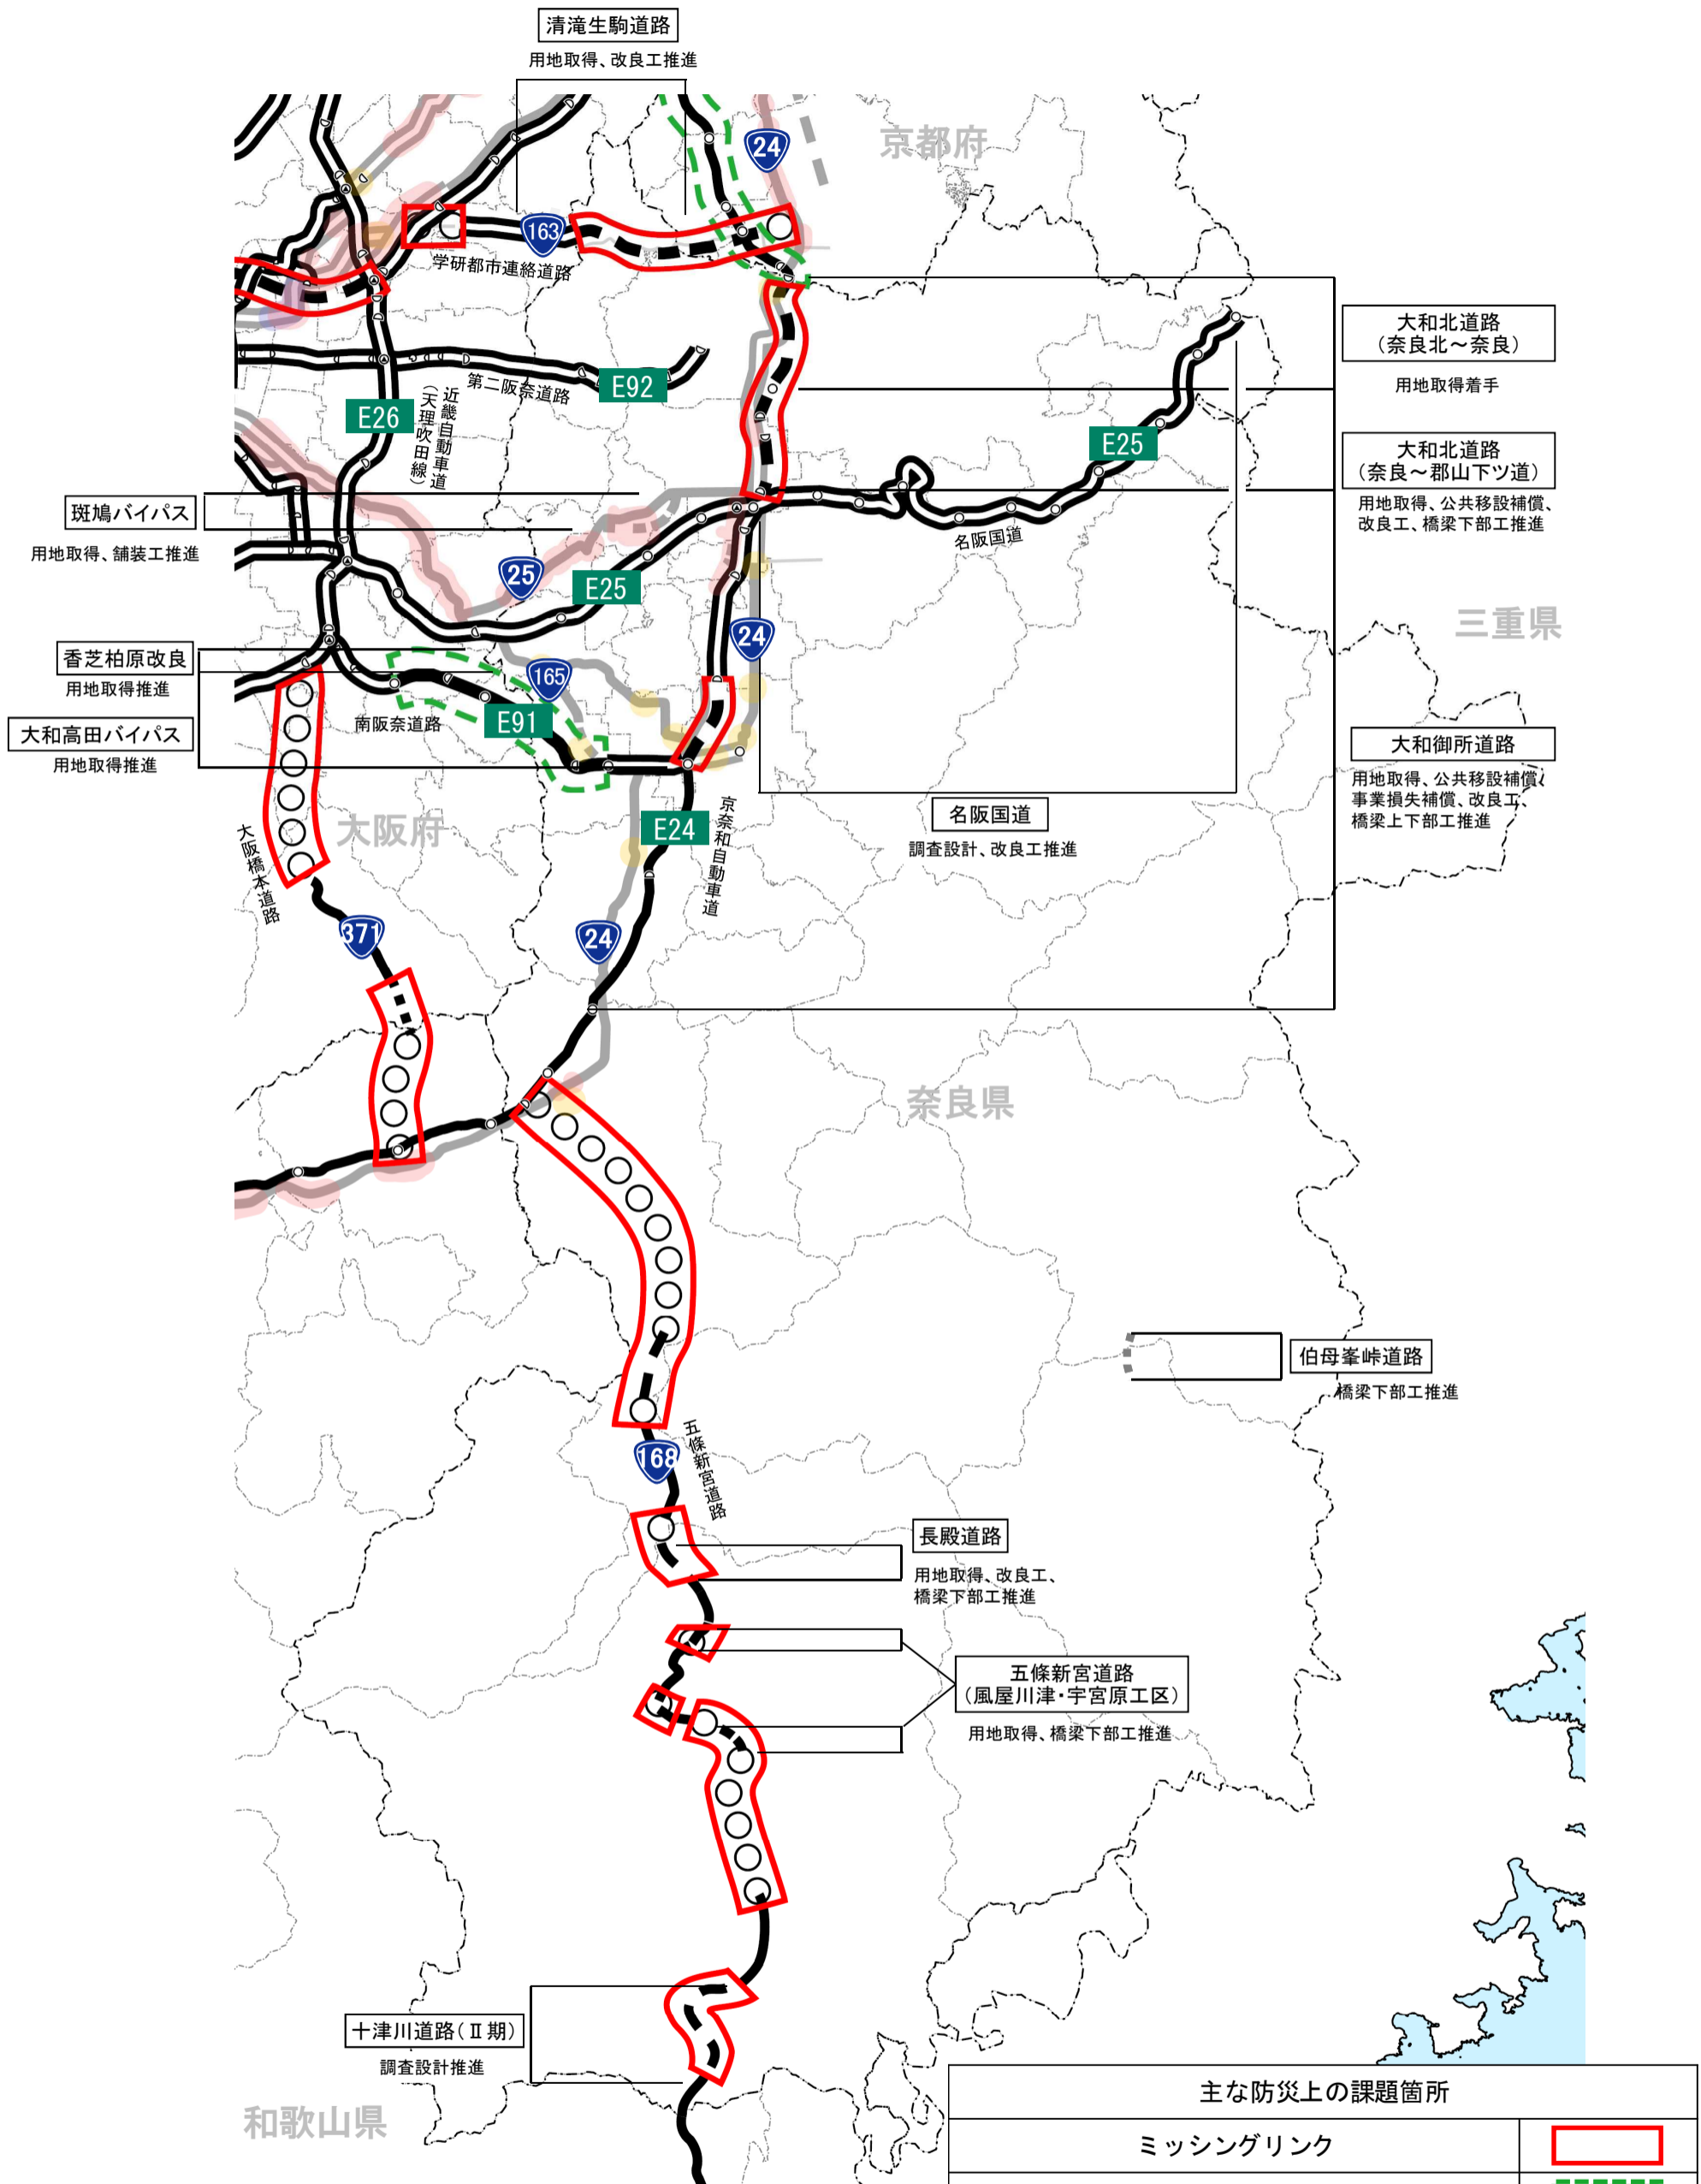 清滝生駒道路
用地取得、改良工推進
京都府
24
163
学研都市連絡道路
大和北道路
(奈良北~奈良)
用地取得着手
第二阪奈道路
E92
E26
近畿自動車道
(天理吹田線)
E25
大和北道路
(奈良~郡山下ツ道)
用地取得、公共移設補償、
改良工、橋梁下部工推進
斑鳩バイパス
用地取得、舗装工推進
名阪国道
25
E25
三重県
24
香芝柏原改良
用地取得推進
165
大和高田バイパス
用地取得推進
南阪奈道路
E91
大和御所道路
用地取得、公共移設補償、
事業損失補償、改良工、
橋梁上下部工推進
名阪国道
調査設計、改良工推進
大阪府
E24
京奈和自動車道
大阪橋本道路
371
24
奈良県
伯母峯峠道路
橋梁下部工推進
168
五條新宮道路
長殿道路
用地取得、改良工、
橋梁下部工推進
五條新宮道路
(風屋川津・宇宮原工区)
用地取得、橋梁下部工推進
十津川道路(Ⅱ期)
調査設計推進
和歌山県
主な防災上の課題箇所
ミッシングリンク